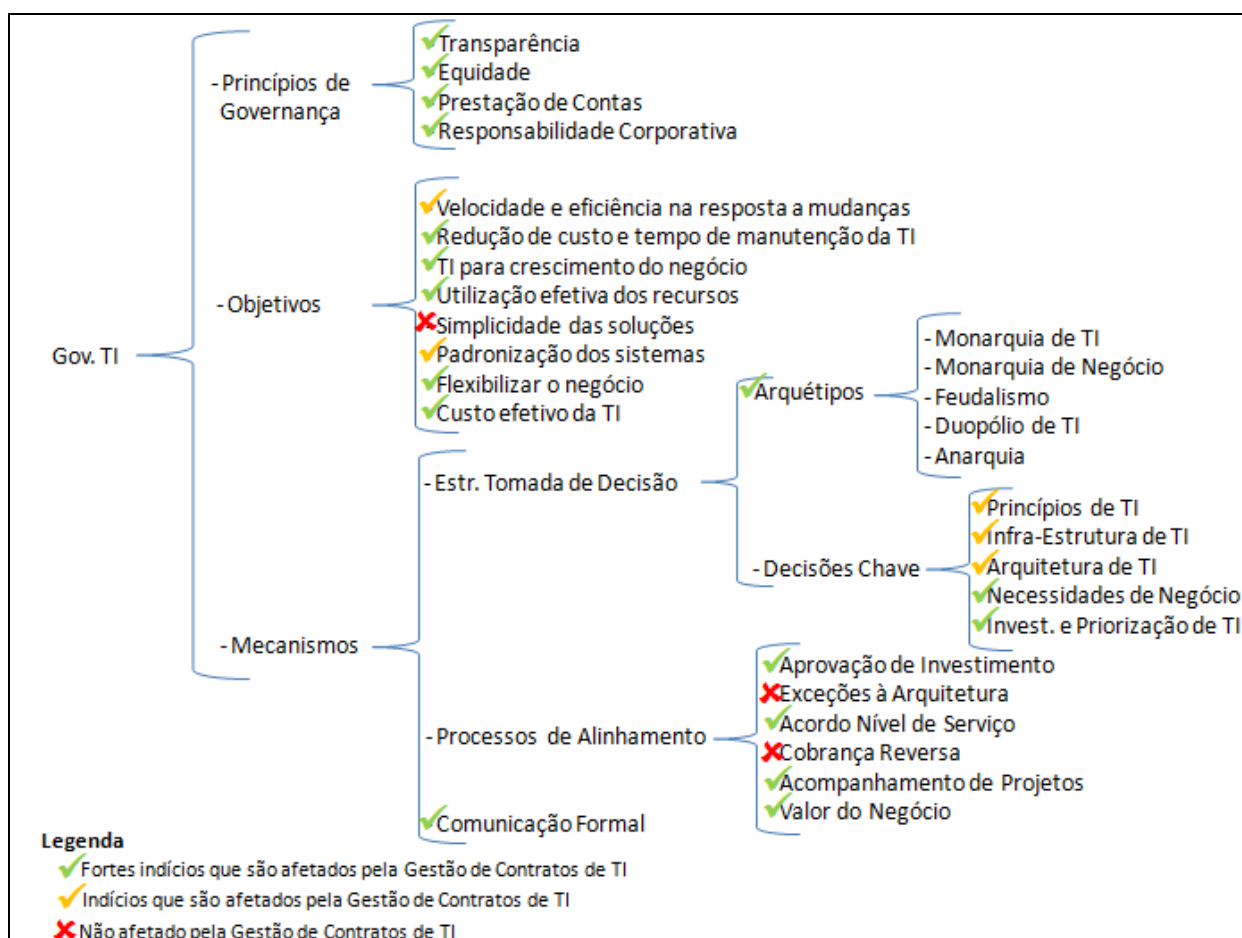 Transparência
Equidade
- Princípios de
Governança
Prestação de Contas
Responsabilidade Corporativa
Velocidade e eficiência na resposta a mudanças
Redução de custo e tempo de manutenção da TI
TI para crescimento do negócio
Utilização efetiva dos recursos
- Objetivos
Simplicidade das soluções
Padronização dos sistemas
Flexibilizar o negócio
Custo efetivo da TI
Gov. TI
- Monarquia de TI
- Monarquia de Negócio
- Feudalismo
- Duopólio de TI
- Anarquia
Arquétipos
- Estr. Tomada de Decisão
Princípios de TI
Infra-Estrutura de TI
Arquitetura de TI
Necessidades de Negócio
Invest. e Priorização de TI
- Decisões Chave
- Mecanismos
Aprovação de Investimento
Exceções à Arquitetura
Acordo Nível de Serviço
Cobrança Reversa
Acompanhamento de Projetos
Valor do Negócio
- Processos de Alinhamento
Comunicação Formal
Legenda
Fortes indícios que são afetados pela Gestão de Contratos de TI
Indícios que são afetados pela Gestão de Contratos de TI
Não afetado pela Gestão de Contratos de TI